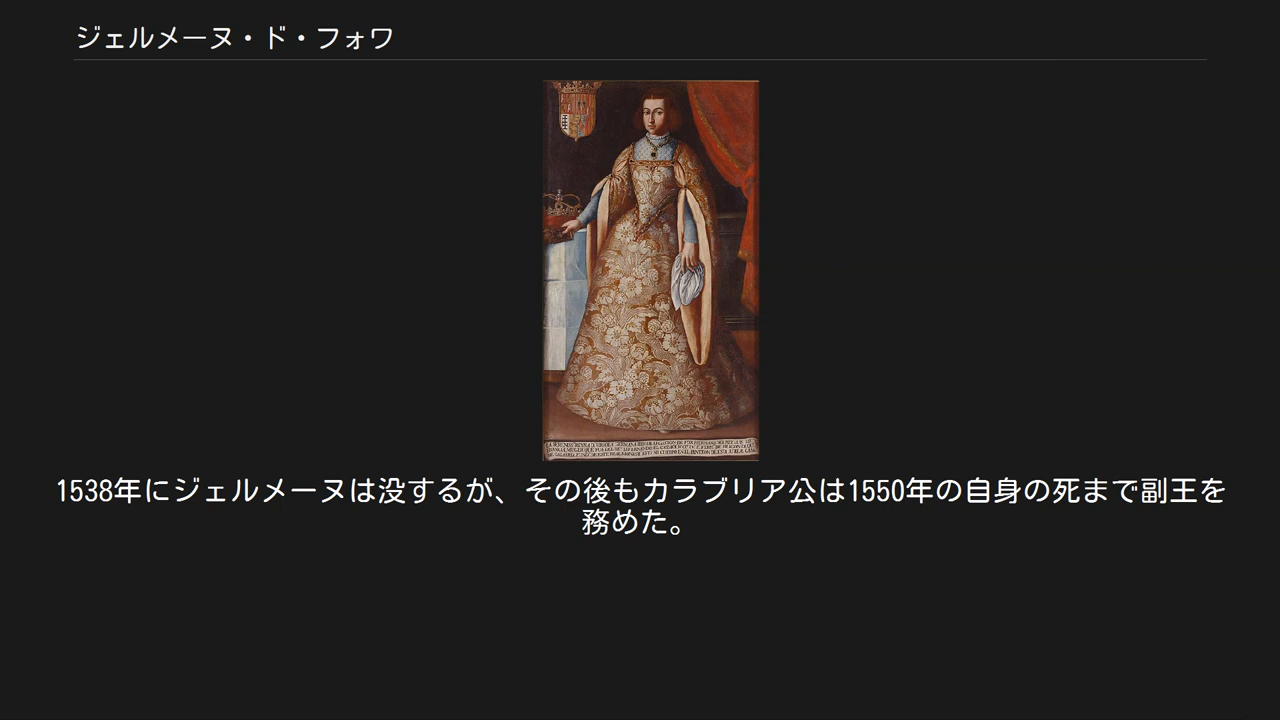 ジェルメーヌ・ド・フォワ
1538年にジェルメーヌは没するが、その後もカラブリア公は1550年の自身の死まで副王を
務めた。